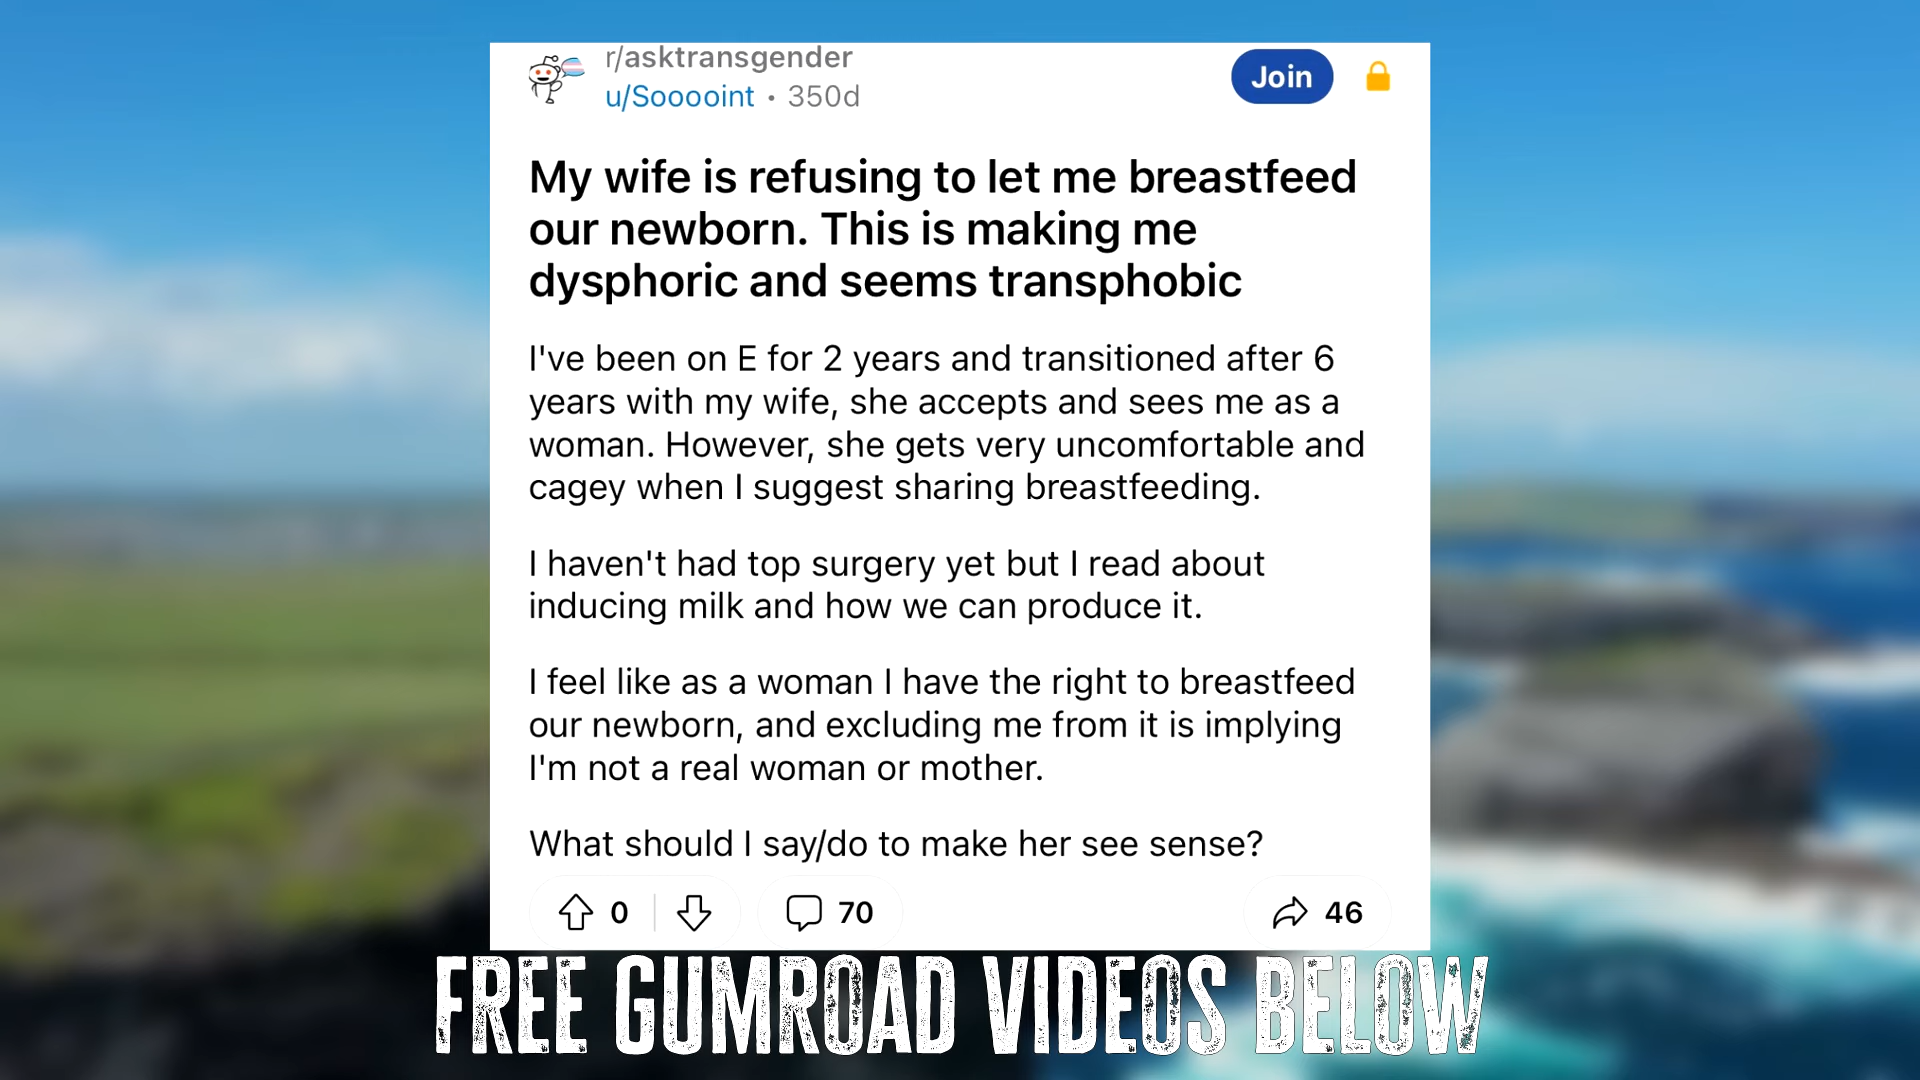 r/asktransgender
u/Sooooint • 350d
Join
My wife is refusing to let me breastfeed
our newborn. This is making me
dysphoric and seems transphobic
I've been on E for 2 years and transitioned after 6
years with my wife, she accepts and sees me as a
woman. However, she gets very uncomfortable and
cagey when I suggest sharing breastfeeding.
I haven't had top surgery yet but I read about
inducing milk and how we can produce it.
I feel like as a woman I have the right to breastfeed
our newborn, and excluding me from it is implying
I'm not a real woman or mother.
What should I say/do to make her see sense?
0
70
46
FREE GUMROAD VIDEOS BELOW